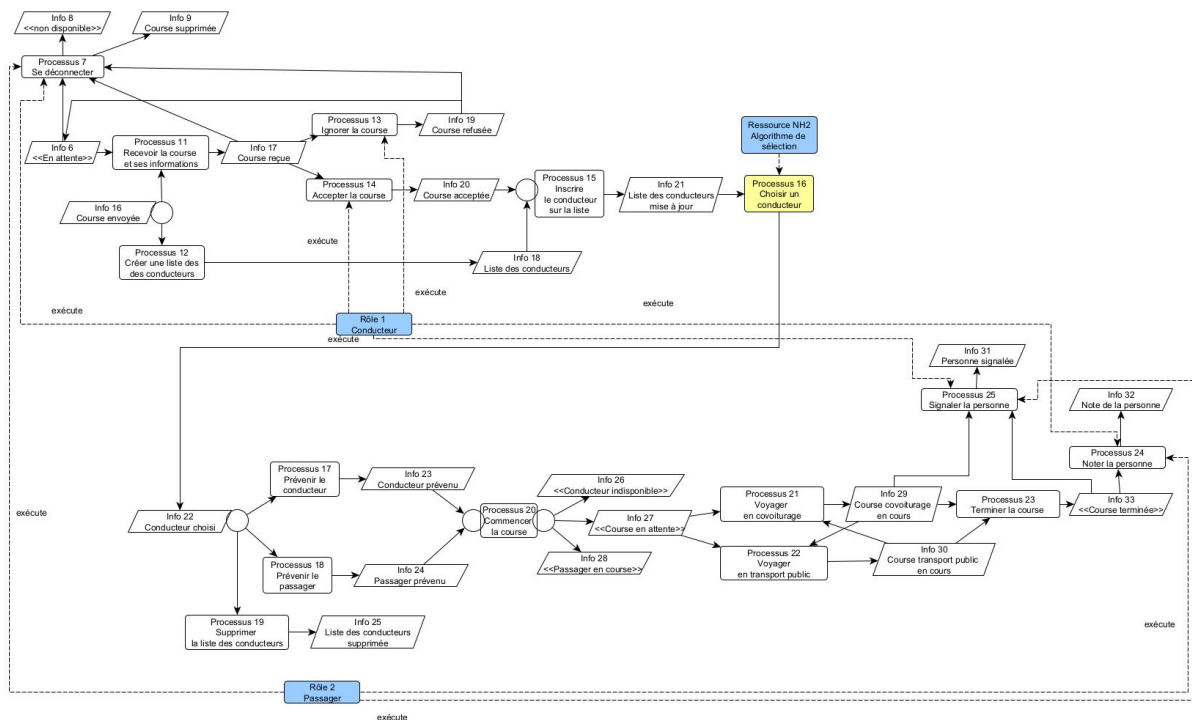 Info 8
<<non disponible>>
Info 9
Course supprimée
Processus 7
Se déconnecter
Processus 13
Ignorer la course
Info 19
Course refusée
Ressource NH2
Algorithme de
sélection
Info 6
<<En attente>>
Processus 11
Recevoir la course
et ses informations
Info 17
Course reçue
Processus 14
Accepter la course
Info 20
Course acceptée
Processus 15
Inscrire
le conducteur
sur la liste
Info 21
Liste des conducteurs
mise à jour
Processus 16
Choisir un
conducteur
Info 16
Course envoyée
Processus 12
Créer une liste des
des conducteurs
exécute
Info 18
Liste des conducteurs
exécute
exécute
exécute
Rôle 1
Conducteur
exécute
Info 31
Personne signalée
Processus 25
Signaler la personne
Info 32
Note de la personne
Processus 24
Noter la personne
Processus 17
Prévenir le
conducteur
Info 23
Conducteur prévenu
Info 26
<<Conducteur indisponible>>
Processus 21
Voyager
en covoiturage
Info 29
Course covoiturage
en cours
Processus 23
Terminer la course
Info 33
<<Course terminée>>
exécute
Info 22
Conducteur choisi
Processus 20
Commencer
la course
Info 27
<<Course en attente>>
Processus 18
Prévenir le
passager
Info 24
Passager prévenu
Info 28
<<Passager en course>>
Processus 22
Voyager
en transport public
Info 30
Course transport public
en cours
Processus 19
Supprimer
la liste des conducteurs
Info 25
Liste des conducteurs
supprimée
exécute
Rôle 2
Passager
exécute